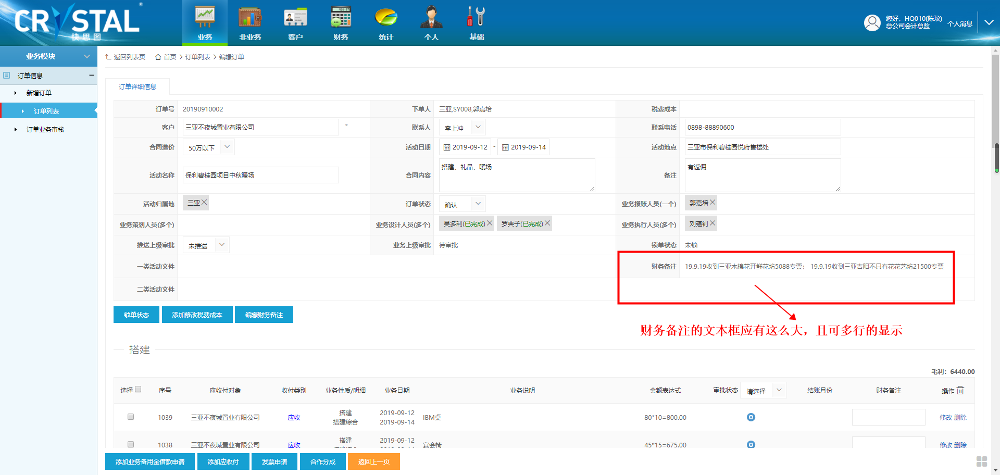 CRYSTAL®
快思图
业务
非业务
客户
财务
统计
个人
基础
您好，HQ010(陈玟)
总公司会计总监
个人消息
业务模块
订单信息
新增订单
订单列表
订单业务审核
返回列表页 首页 > 订单列表 > 编辑订单
订单详细信息
订单号 20190910002 下单人 三亚,SY008,郭嘉培 税费成本
客户 三亚不夜城置业有限公司 * 联系人 李上冲 联系电话 0898-88890600
合同造价 50万以下 活动日期 2019-09-12 - 2019-09-14 活动地点 三亚市保利碧桂园悦府售楼处
活动名称 保利碧桂园项目中秋暖场 合同内容 搭建、礼品、暖场 备注 有返佣
活动归属地 三亚 订单状态 确认 业务报账人员(一个) 郭嘉培
业务策划人员(多个) 业务设计人员(多个) 吴多利(已完成) 罗典子(已完成) 业务执行人员(多个) 刘蕴钊
推送上级审批 未推送 业务上级审批 待审批 锁单状态 未锁
一类活动文件 财务备注 19.9.19收到三亚木棉花开鲜花坊5088专票； 19.9.19收到三亚吉阳不只有花花艺坊21500专票
二类活动文件
锁单状态 添加修改税费成本 编辑财务备注
财务备注的文本框应有这么大，且可多行的显示
搭建
毛利：6440.00
选择 序号 应收付对象 收付类别 业务性质/明细 业务日期 业务说明 金额表达式 审批状态 请选择 结账月份 财务备注 操作
1039 三亚不夜城置业有限公司 应收 搭建 搭建综合 2019-09-12 2019-09-14 IBM桌 80*10=800.00 修改 删除
1038 三亚不夜城置业有限公司 应收 搭建 搭建综合 2019-09-12 2019-09-14 宴会椅 45*15=675.00 修改 删除
添加业务备用金借款申请 添加应收付 发票申请 合作分成 返回上一页